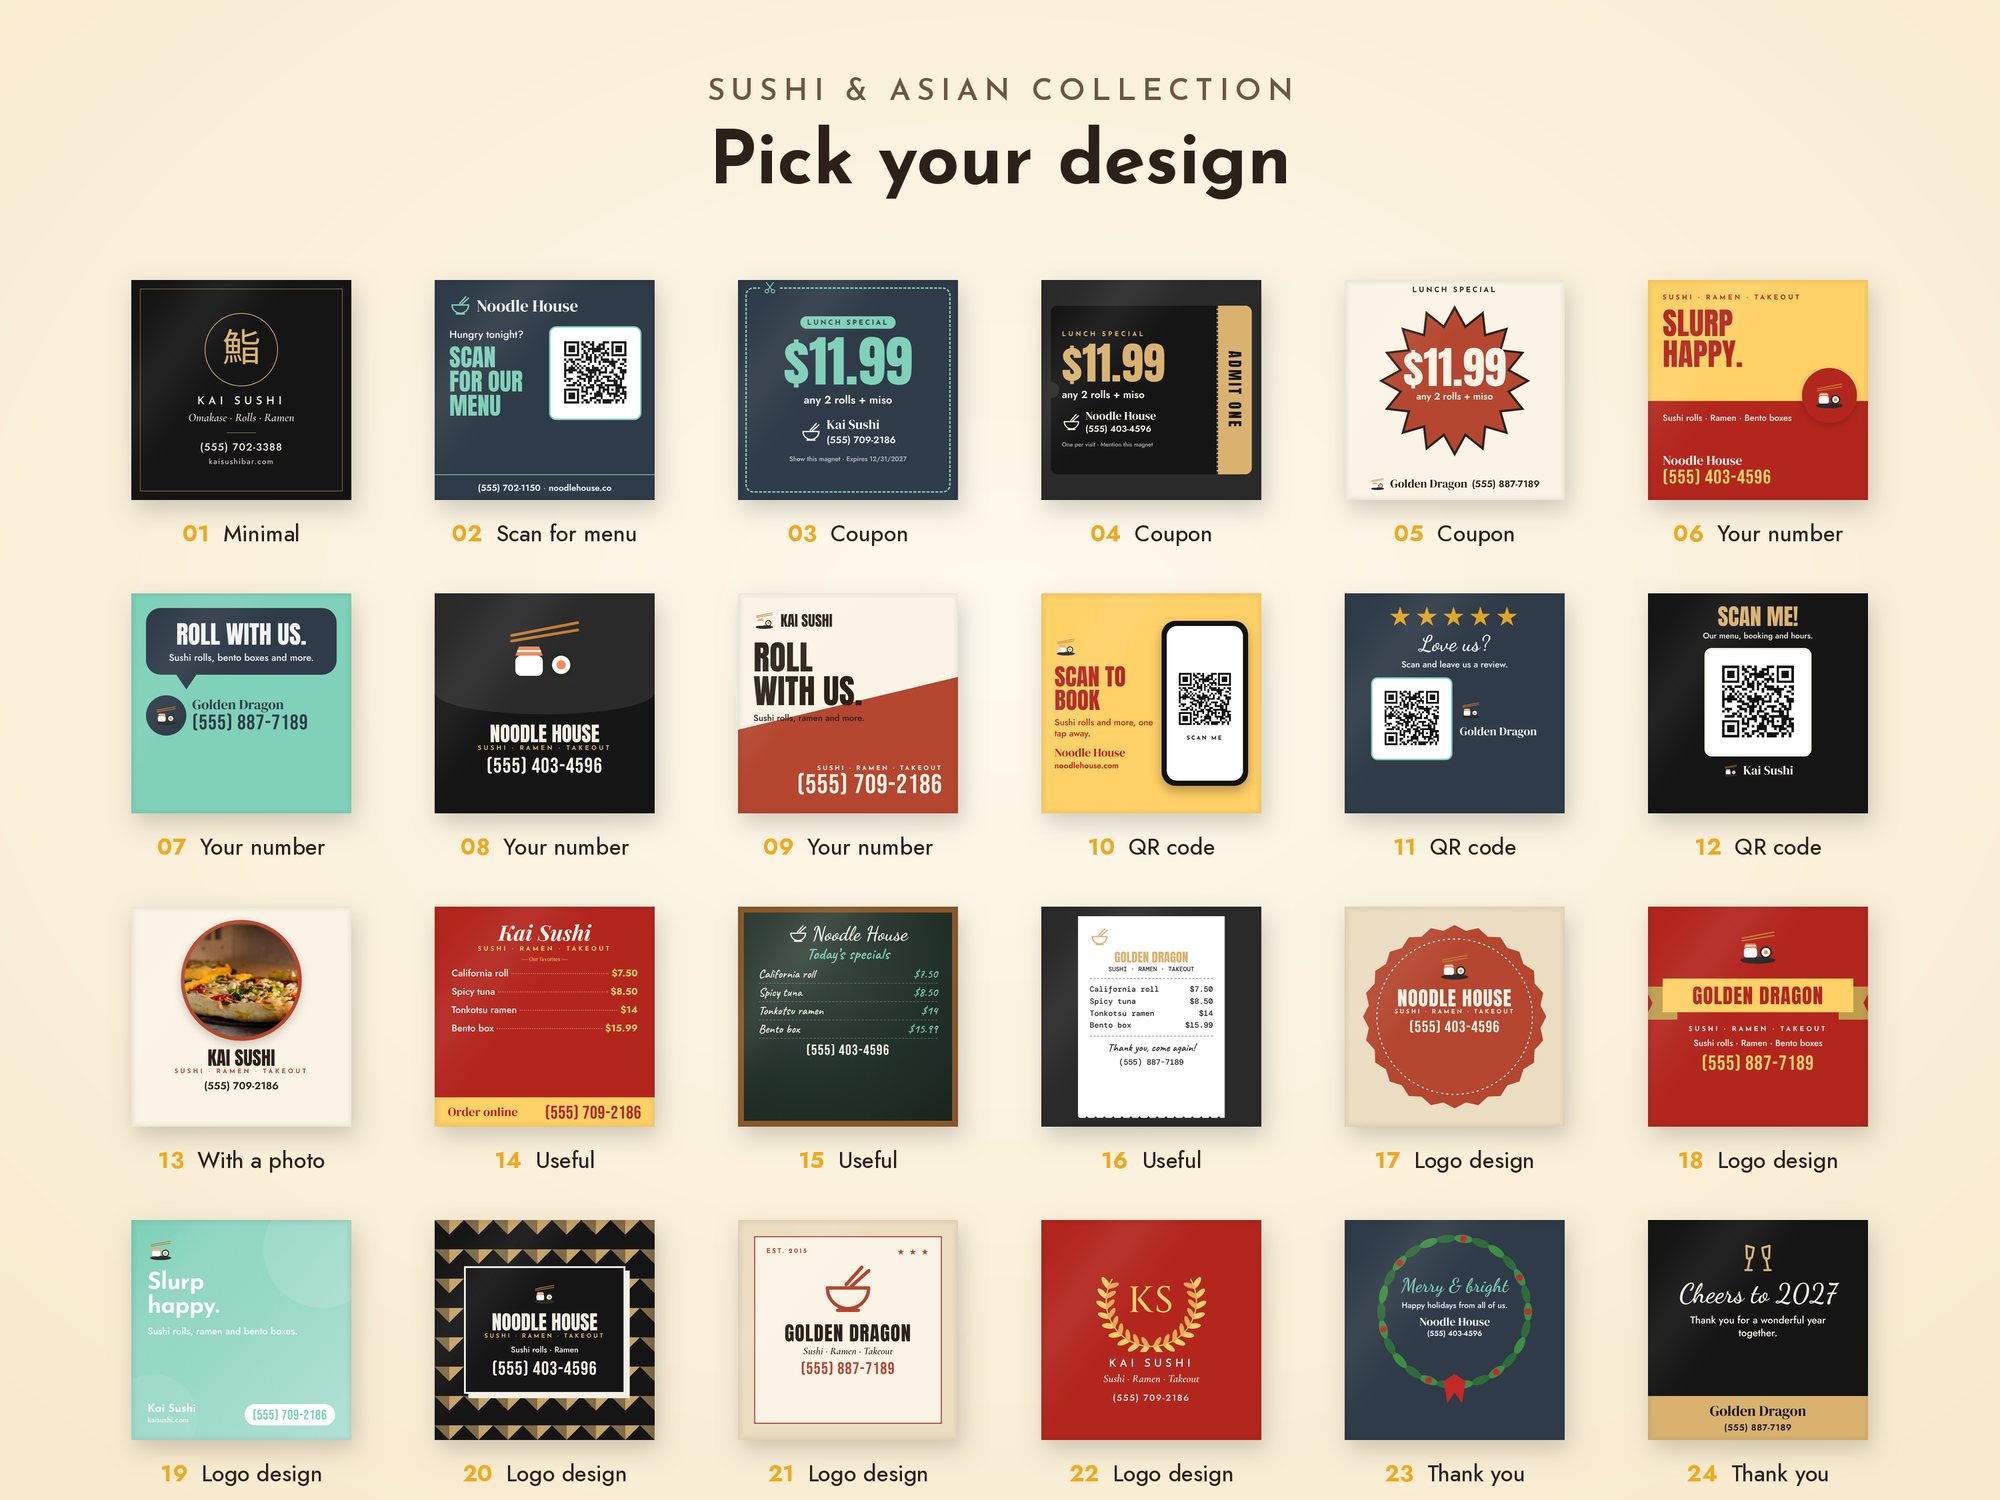 SUSHI & ASIAN COLLECTION
Pick your design
鮨
KAI SUSHI
Omakase · Rolls · Ramen
(555) 702-3388
kaisushibar.com
01 Minimal
Noodle House
Hungry tonight?
SCAN
FOR OUR
MENU
(555) 702-1150 · noodlehouse.co
02 Scan for menu
LUNCH SPECIAL
$11.99
any 2 rolls + miso
Kai Sushi
(555) 709-2186
Show this magnet · Expires 12/31/2027
03 Coupon
LUNCH SPECIAL
$11.99
any 2 rolls + miso
Noodle House
(555) 403-4596
One per visit · Mention this magnet
ADMIT ONE
04 Coupon
LUNCH SPECIAL
$11.99
any 2 rolls + miso
Golden Dragon (555) 887-7189
05 Coupon
SUSHI · RAMEN · TAKEOUT
SLURP
HAPPY.
Sushi rolls · Ramen · Bento boxes
Noodle House
(555) 403-4596
06 Your number
ROLL WITH US.
Sushi rolls, bento boxes and more.
Golden Dragon
(555) 887-7189
07 Your number
NOODLE HOUSE
SUSHI · RAMEN · TAKEOUT
(555) 403-4596
08 Your number
KAI SUSHI
ROLL
WITH US.
Sushi rolls, ramen and more.
SUSHI · RAMEN · TAKEOUT
(555) 709-2186
09 Your number
SCAN TO
BOOK
Sushi rolls and more, one
tap away.
Noodle House
noodlehouse.com
SCAN ME
10 QR code
Love us?
Scan and leave us a review.
Golden Dragon
11 QR code
SCAN ME!
Our menu, booking and hours.
Kai Sushi
12 QR code
KAI SUSHI
SUSHI · RAMEN · TAKEOUT
(555) 709-2186
13 With a photo
Kai Sushi
SUSHI · RAMEN · TAKEOUT
— Our favorites —
California roll $7.50
Spicy tuna $8.50
Tonkotsu ramen $14
Bento box $15.99
Order online (555) 709-2186
14 Useful
Noodle House
Today's specials
California roll $7.50
Spicy tuna $8.50
Tonkotsu ramen $14
Bento box $15.99
(555) 403-4596
15 Useful
GOLDEN DRAGON
SUSHI · RAMEN · TAKEOUT
California roll $7.50
Spicy tuna $8.50
Tonkotsu ramen $14
Bento box $15.99
Thank you, come again!
(555) 887-7189
16 Useful
NOODLE HOUSE
SUSHI · RAMEN · TAKEOUT
(555) 403-4596
17 Logo design
GOLDEN DRAGON
SUSHI · RAMEN · TAKEOUT
Sushi rolls · Ramen · Bento boxes
(555) 887-7189
18 Logo design
Slurp
happy.
Sushi rolls, ramen and bento boxes.
Kai Sushi
kaisushi.com
(555) 709-2186
19 Logo design
NOODLE HOUSE
SUSHI · RAMEN · TAKEOUT
Sushi rolls · Ramen
(555) 403-4596
20 Logo design
EST. 2015
GOLDEN DRAGON
Sushi · Ramen · Takeout
(555) 887-7189
21 Logo design
KS
KAI SUSHI
Sushi · Ramen · Takeout
(555) 709-2186
22 Logo design
Merry & bright
Happy holidays from all of us.
Noodle House
(555) 403-4596
23 Thank you
Cheers to 2027
Thank you for a wonderful year
together.
Golden Dragon
(555) 887-7189
24 Thank you